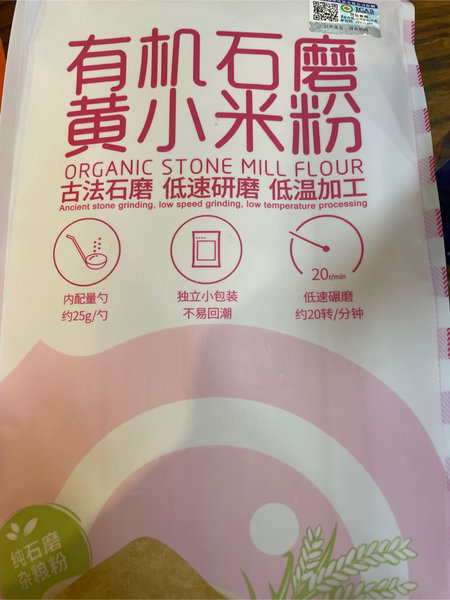 有机石磨
黄小米粉
ORGANIC STONE MILL FLOUR
古法石磨 低速研磨 低温加工
Ancient stone grinding, low speed grinding, low temperature processing
20r/min
内配量勺 独立小包装 低速碾磨
约25g/勺 不易回潮 约20转/分钟
纯石磨
杂粮粉